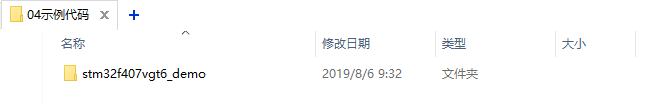 04示例代码
名称 修改日期 类型 大小
stm32f407vgt6_demo 2019/8/6 9:32 文件夹